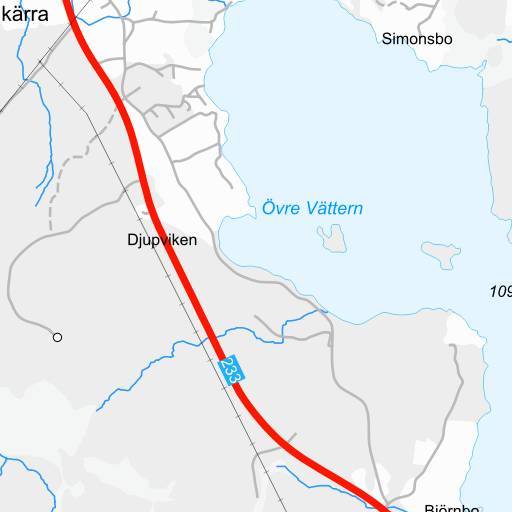 kärra
Simonsbo
Övre Vättern
Djupviken
109
233
Björnbo